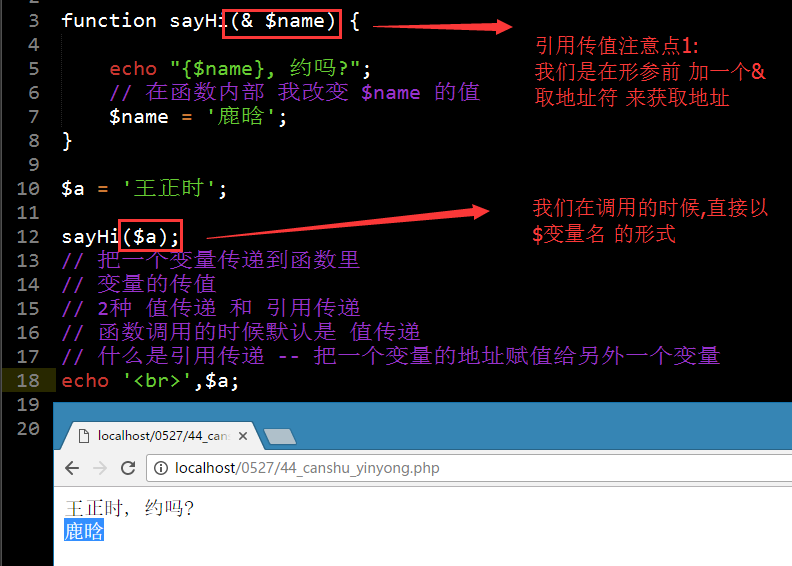 3 function sayHi(& $name) {
4
5 echo "{$name}, 约吗?";
6 // 在函数内部 我改变 $name 的值
7 $name = '鹿晗';
8 }
9
10 $a = '王正时';
11
12 sayHi($a);
13 // 把一个变量传递到函数里
14 // 变量的传值
15 // 2种 值传递 和 引用传递
16 // 函数调用的时候默认是 值传递
17 // 什么是引用传递 -- 把一个变量的地址赋值给另外一个变量
18 echo '<br>',$a;
19
20
引用传值注意点1:
我们是在形参前 加一个&
取地址符 来获取地址
我们在调用的时候,直接以
$变量名 的形式
localhost/0527/44_can
localhost/0527/44_canshu_yinyong.php
王正时, 约吗?
鹿晗